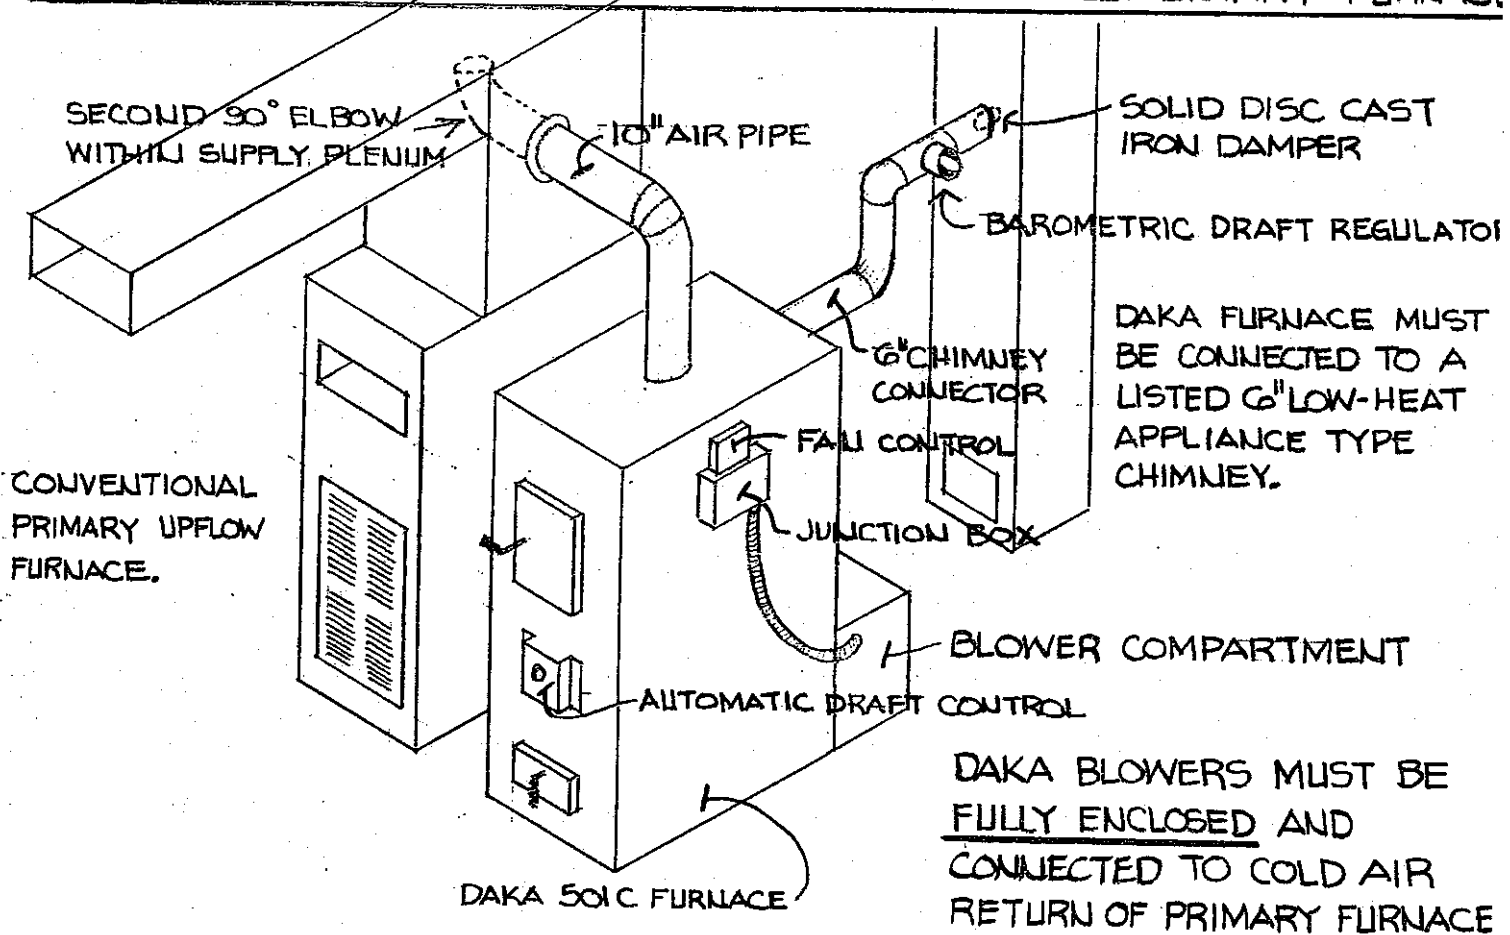 SECOND 90° ELBOW
WITHIN SUPPLY PLENUM
10" AIR PIPE
SOLID DISC CAST
IRON DAMPER
BAROMETRIC DRAFT REGULATO
DAKA FURNACE MUST
BE CONNECTED TO A
LISTED 6" LOW-HEAT
APPLIANCE TYPE
CHIMNEY.
6" CHIMNEY
CONNECTOR
FAN CONTROL
JUNCTION BOX
CONVENTIONAL
PRIMARY UPFLOW
FURNACE.
BLOWER COMPARTMENT
AUTOMATIC DRAFT CONTROL
DAKA BLOWERS MUST BE
FULLY ENCLOSED AND
CONNECTED TO COLD AIR
RETURN OF PRIMARY FURNACE
DAKA 501C FURNACE